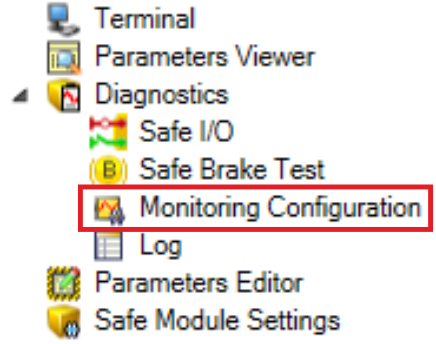 Terminal
Parameters Viewer
Diagnostics
Safe I/O
B Safe Brake Test
Monitoring Configuration
Log
Parameters Editor
Safe Module Settings